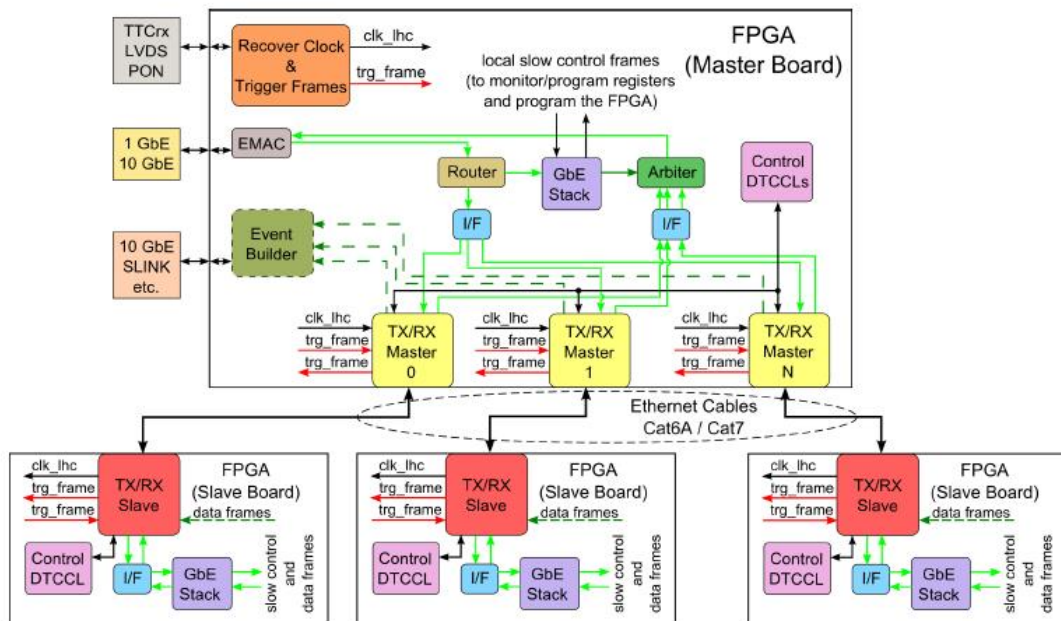 TTCrx
LVDS
PON
Recover Clock
&
Trigger Frames
clk_lhc
trg_frame
FPGA
(Master Board)
local slow control frames
(to monitor/program registers
and program the FPGA)
1 GbE
10 GbE
EMAC
Router
GbE
Stack
Arbiter
Control
DTCCLs
I/F
I/F
10 GbE
SLINK
etc.
Event
Builder
clk_lhc
trg_frame
trg_frame
TX/RX
Master
0
clk_lhc
trg_frame
trg_frame
TX/RX
Master
1
clk_lhc
trg_frame
trg_frame
TX/RX
Master
N
Ethernet Cables
Cat6A / Cat7
clk_lhc
trg_frame
trg_frame
TX/RX
Slave
FPGA
(Slave Board)
data frames
Control
DTCCL
I/F
GbE
Stack
slow control
and
data frames
clk_lhc
trg_frame
trg_frame
TX/RX
Slave
FPGA
(Slave Board)
data frames
Control
DTCCL
I/F
GbE
Stack
slow control
and
data frames
clk_lhc
trg_frame
trg_frame
TX/RX
Slave
FPGA
(Slave Board)
data frames
Control
DTCCL
I/F
GbE
Stack
slow control
and
data frames